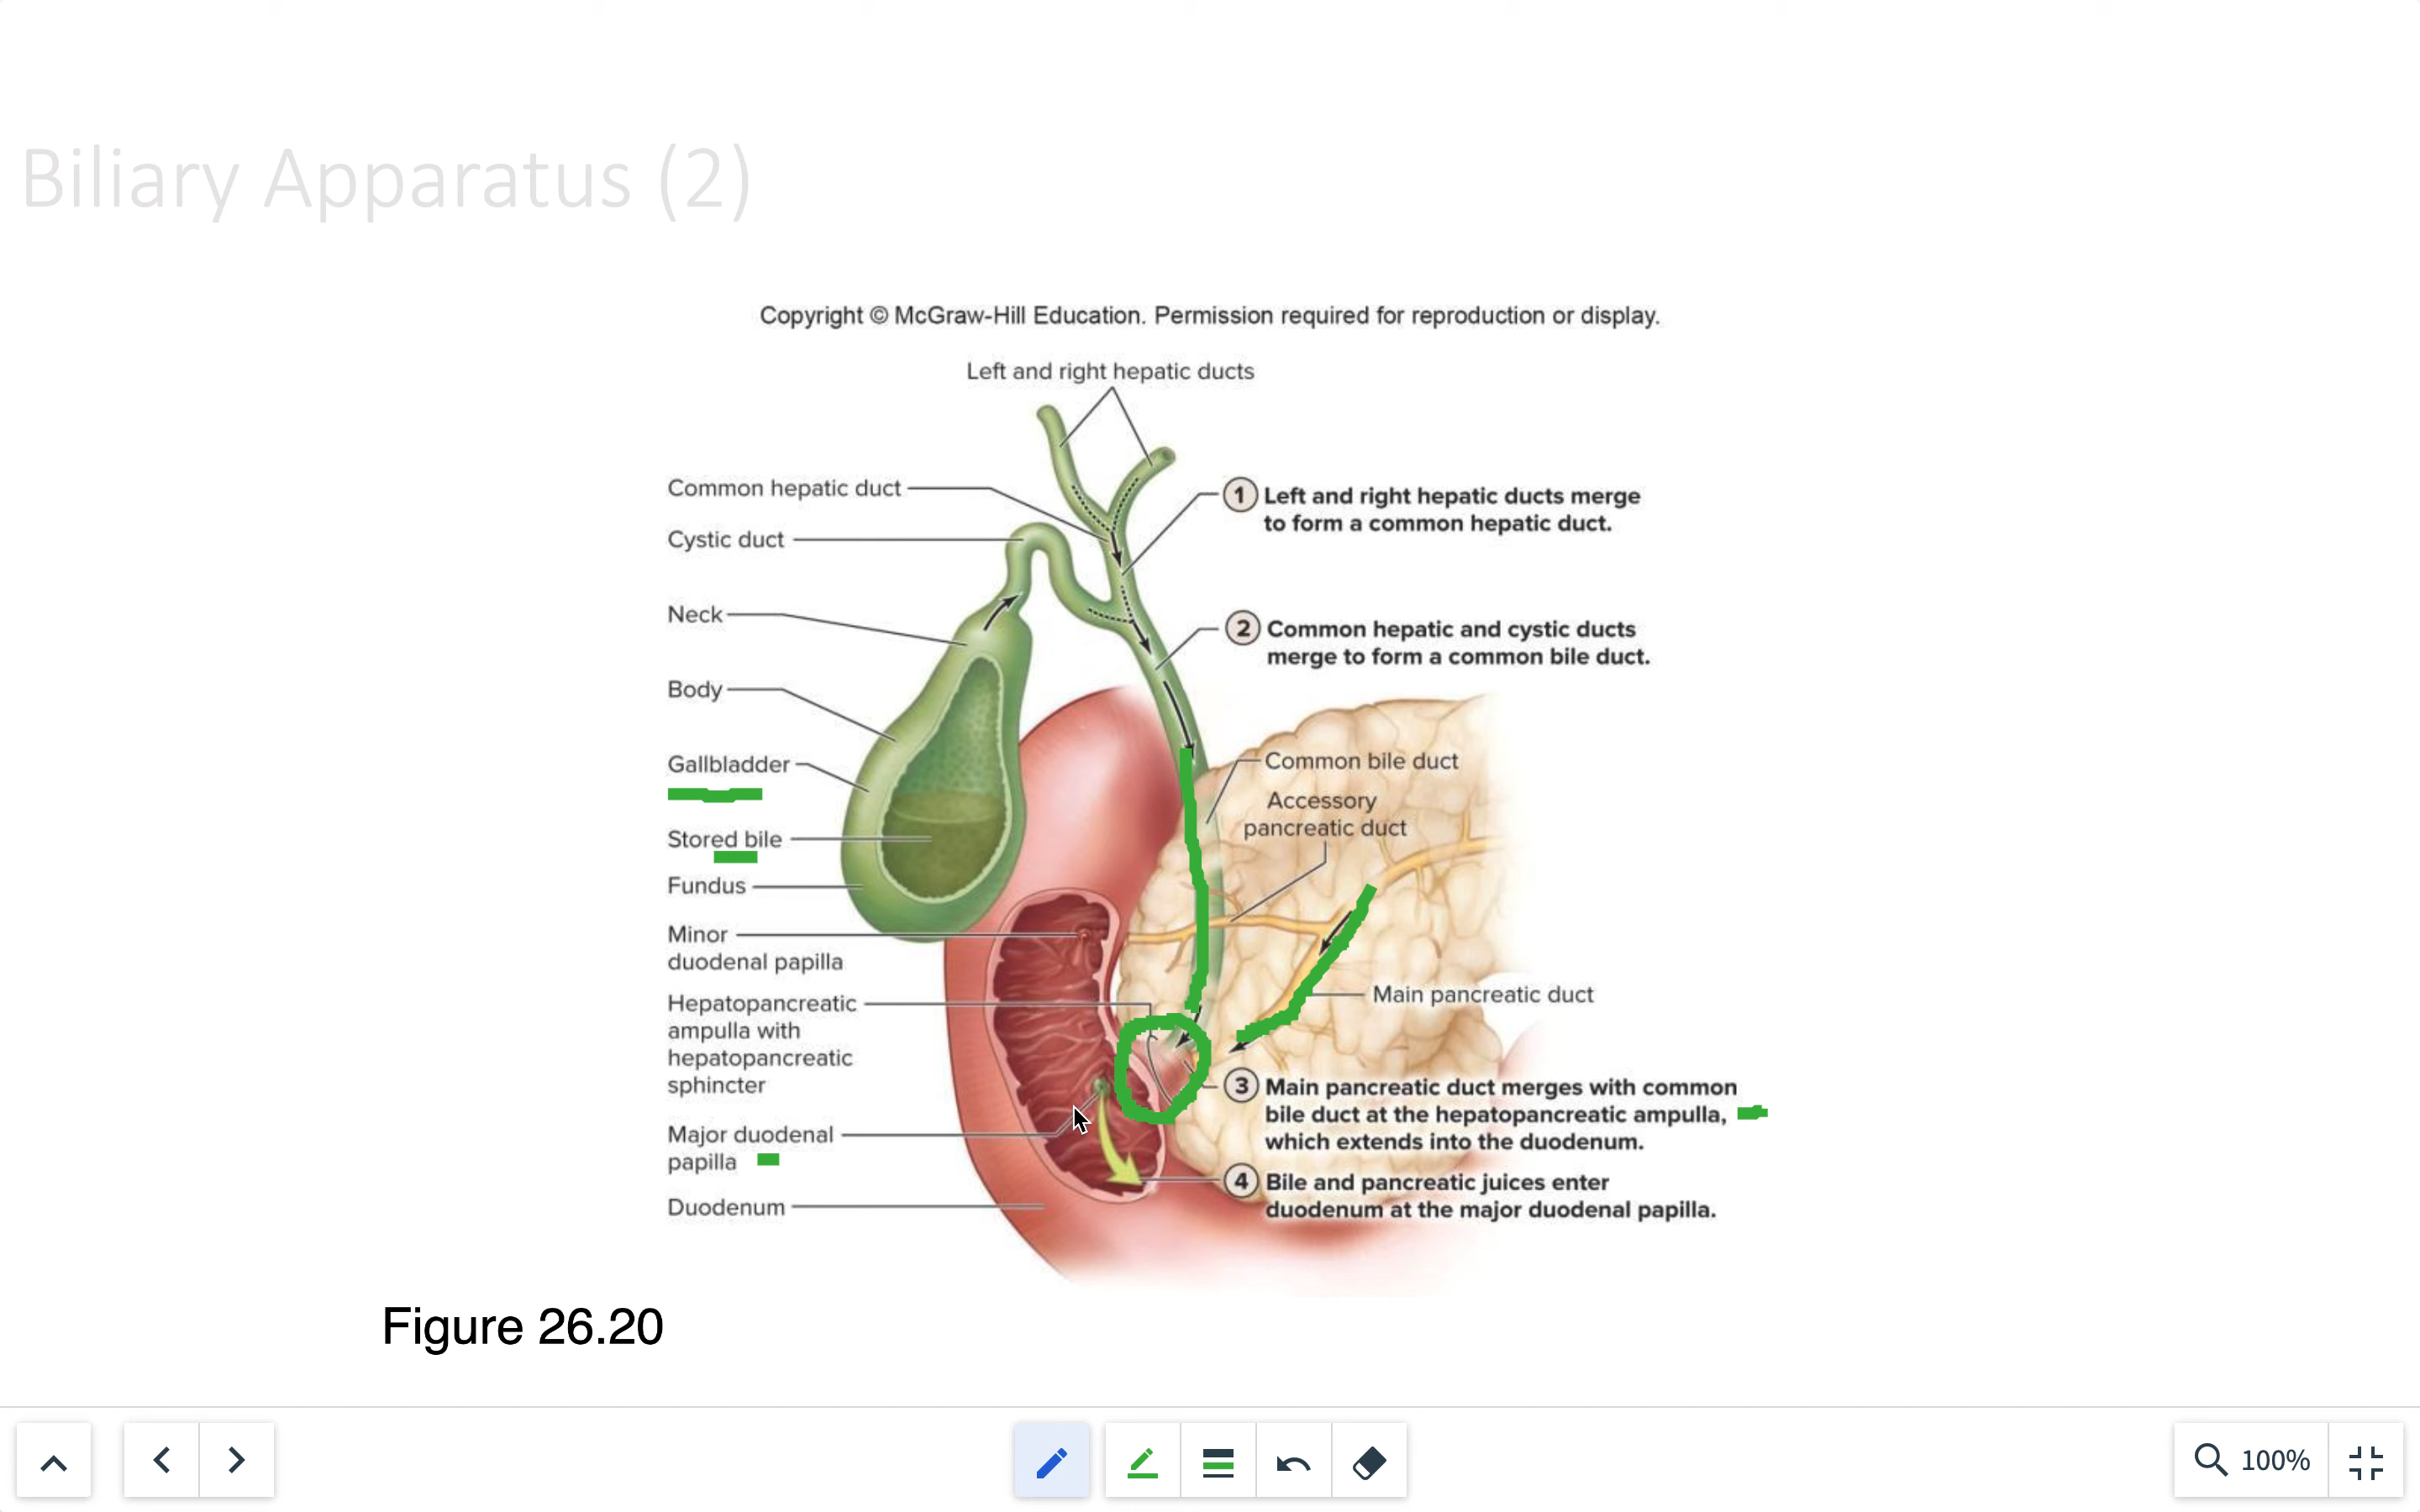 Biliary Apparatus (2)
Copyright © McGraw-Hill Education. Permission required for reproduction or display.
Left and right hepatic ducts
Common hepatic duct
Cystic duct
Neck
Body
Gallbladder
Stored bile
Fundus
Minor
duodenal papilla
Hepatopancreatic
ampulla with
hepatopancreatic
sphincter
Major duodenal
papilla
Duodenum
1 Left and right hepatic ducts merge
to form a common hepatic duct.
2 Common hepatic and cystic ducts
merge to form a common bile duct.
Common bile duct
Accessory
pancreatic duct
Main pancreatic duct
3 Main pancreatic duct merges with common
bile duct at the hepatopancreatic ampulla,
which extends into the duodenum.
4 Bile and pancreatic juices enter
duodenum at the major duodenal papilla.
Figure 26.20
100%